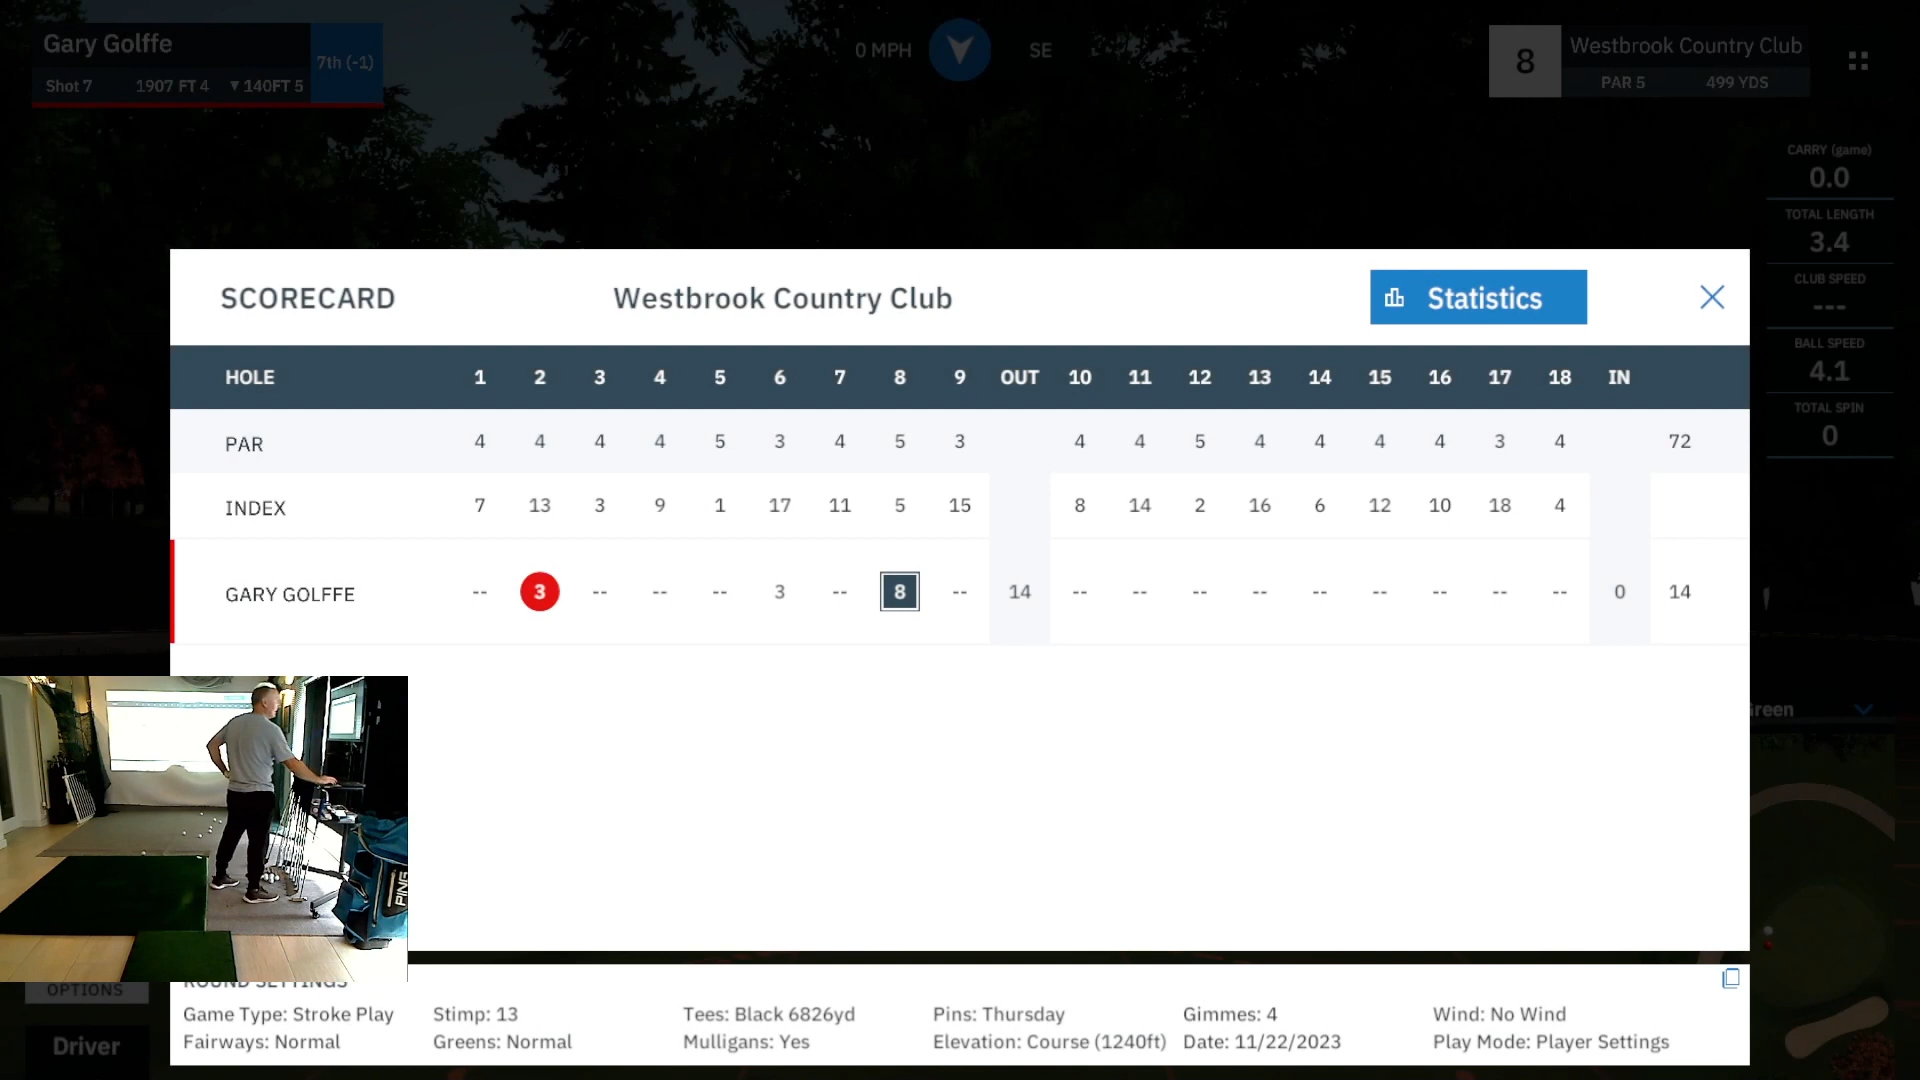 Gary Golffe
Shot 7 1907 FT 4 ▼140FT 5 7th (-1)
0 MPH SE
8 Westbrook Country Club
PAR 5 499 YDS
CARRY (game)
0.0
TOTAL LENGTH
3.4
CLUB SPEED
---
BALL SPEED
4.1
TOTAL SPIN
0
SCORECARD Westbrook Country Club Statistics
HOLE 1 2 3 4 5 6 7 8 9 OUT 10 11 12 13 14 15 16 17 18 IN
PAR 4 4 4 4 5 3 4 5 3 4 4 5 4 4 4 4 3 4 72
INDEX 7 13 3 9 1 17 11 5 15 8 14 2 16 6 12 10 18 4
GARY GOLFFE -- 3 -- -- -- 3 -- 8 -- 14 -- -- -- -- -- -- -- -- -- 0 14
PING
OPTIONS
Driver
ROUND SETTINGS
Game Type: Stroke Play Stimp: 13 Tees: Black 6826yd Pins: Thursday Gimmes: 4 Wind: No Wind
Fairways: Normal Greens: Normal Mulligans: Yes Elevation: Course (1240ft) Date: 11/22/2023 Play Mode: Player Settings